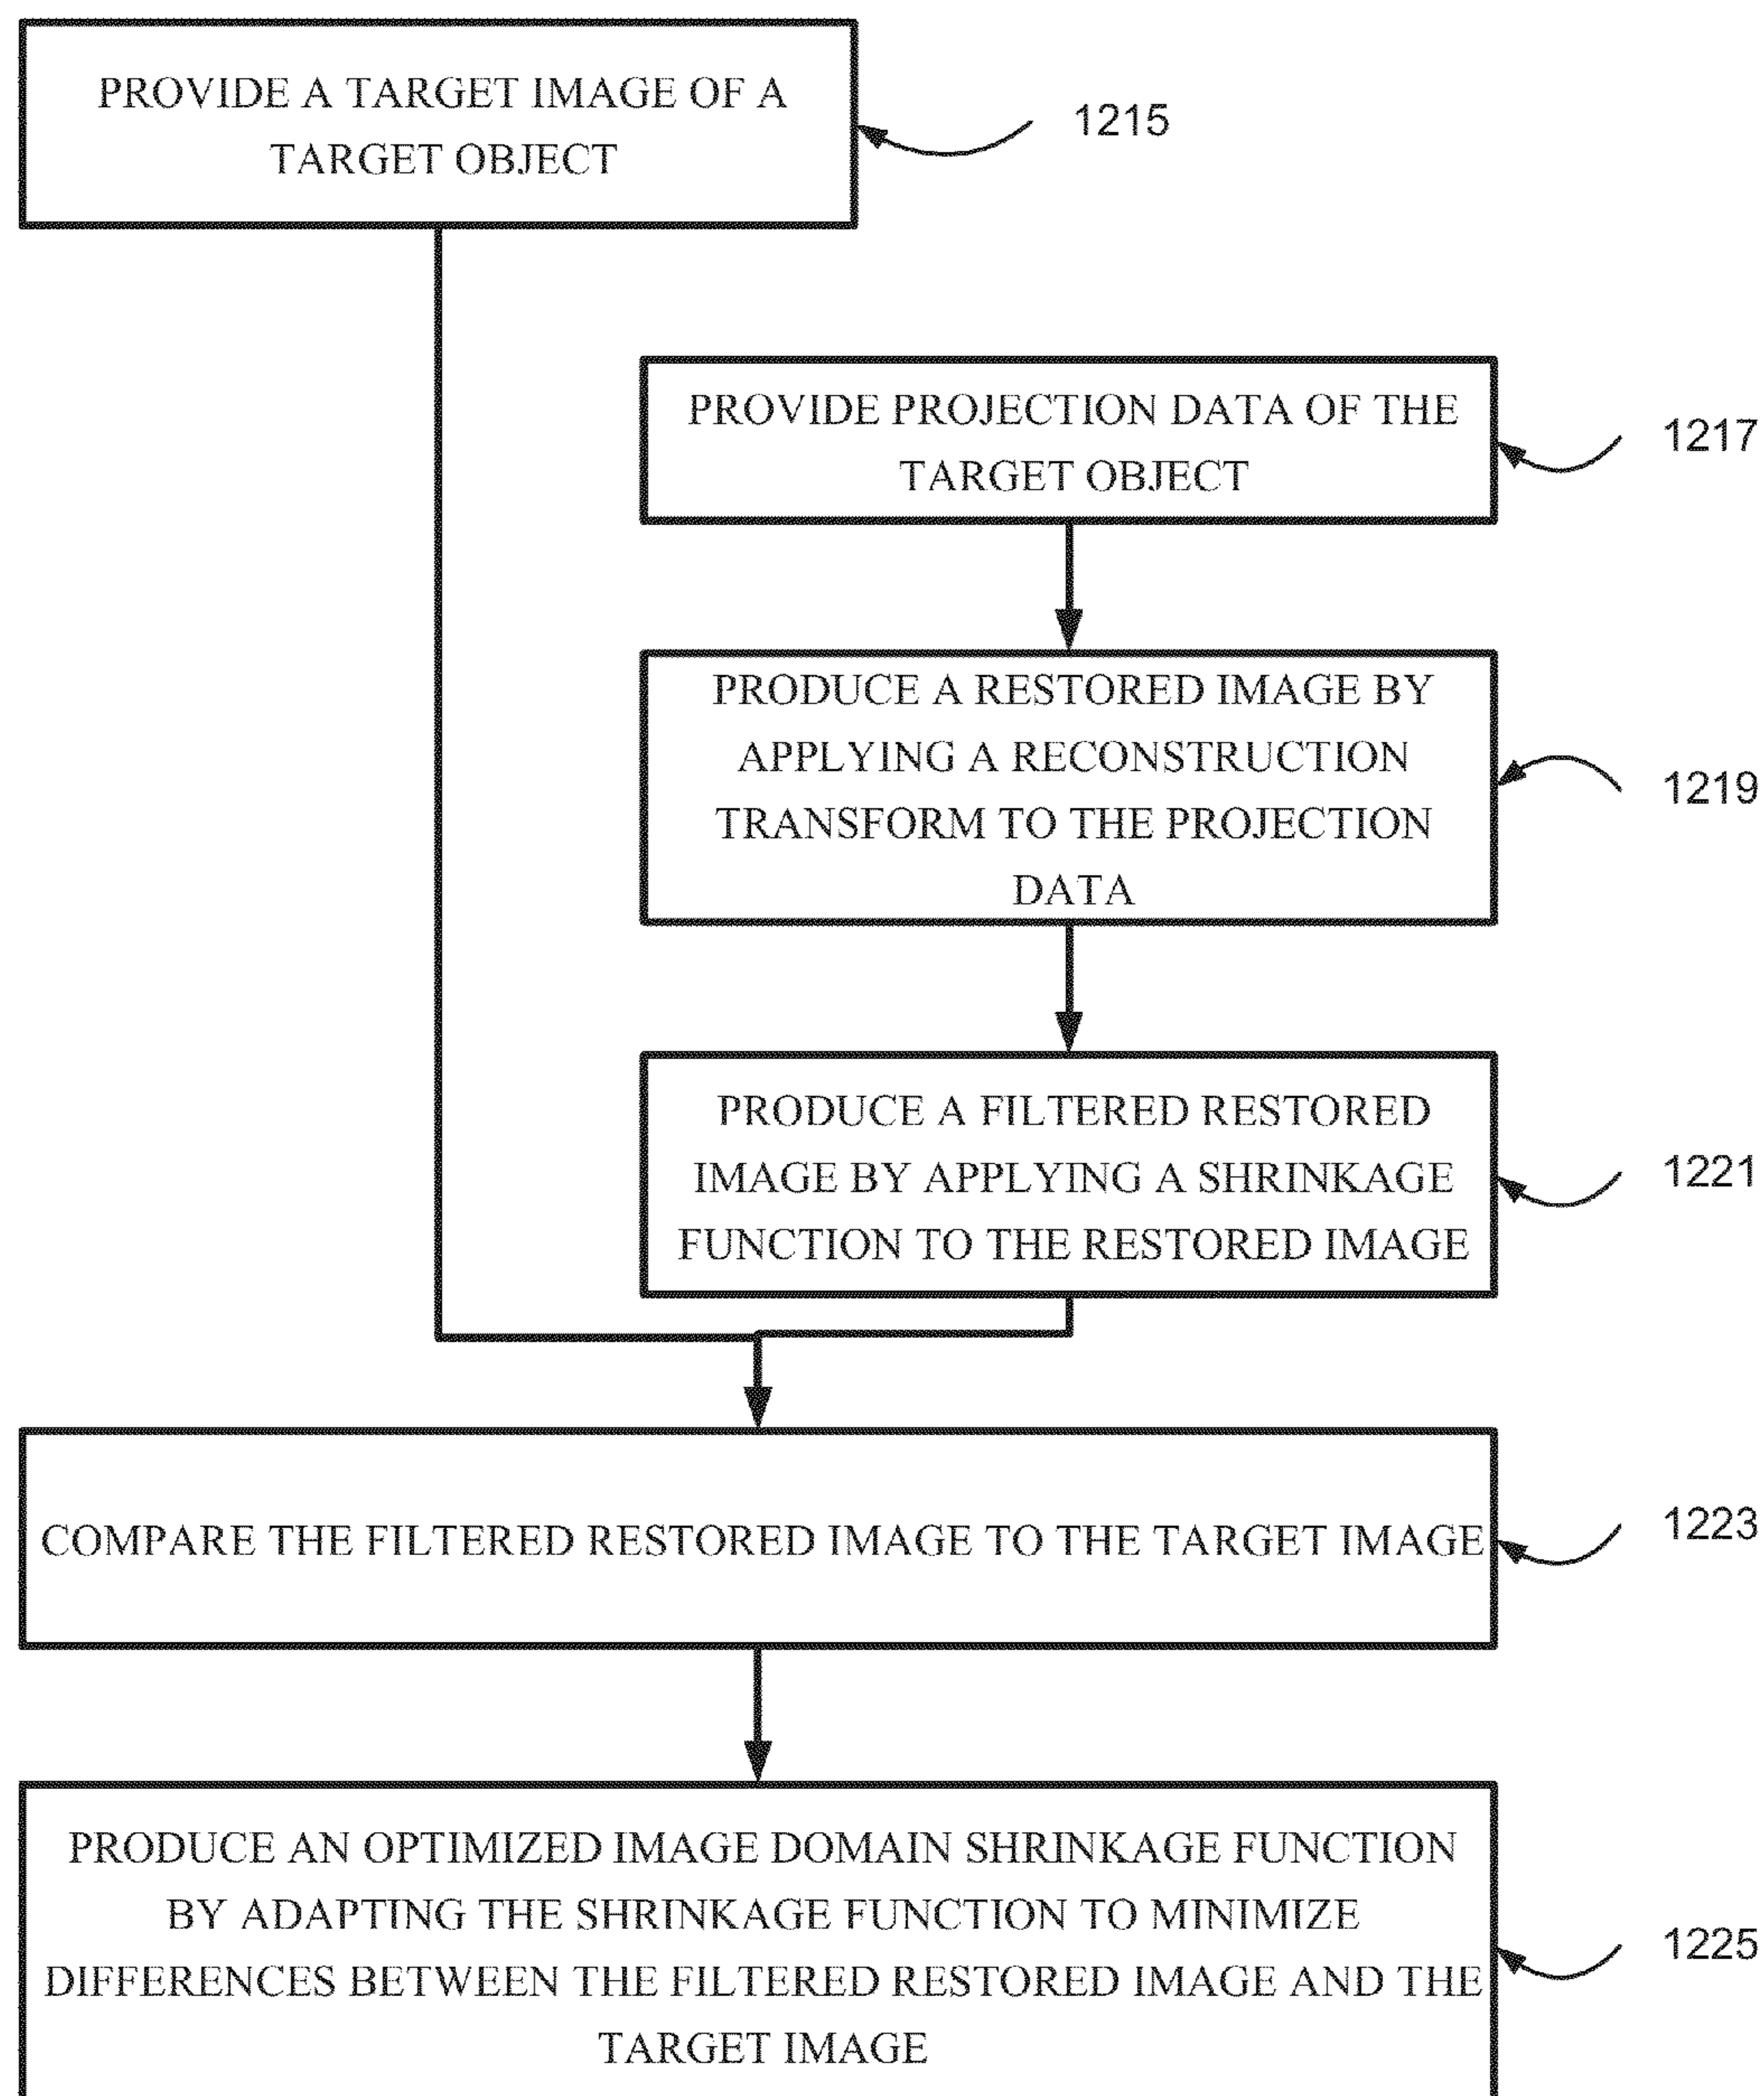 PROVIDE A TARGET IMAGE OF A
TARGET OBJECT
1215
PROVIDE PROJECTION DATA OF THE
TARGET OBJECT
1217
PRODUCE A RESTORED IMAGE BY
APPLYING A RECONSTRUCTION
TRANSFORM TO THE PROJECTION
DATA
1219
PRODUCE A FILTERED RESTORED
IMAGE BY APPLYING A SHRINKAGE
FUNCTION TO THE RESTORED IMAGE
1221
COMPARE THE FILTERED RESTORED IMAGE TO THE TARGET IMAGE
1223
PRODUCE AN OPTIMIZED IMAGE DOMAIN SHRINKAGE FUNCTION
BY ADAPTING THE SHRINKAGE FUNCTION TO MINIMIZE
DIFFERENCES BETWEEN THE FILTERED RESTORED IMAGE AND THE
TARGET IMAGE
1225